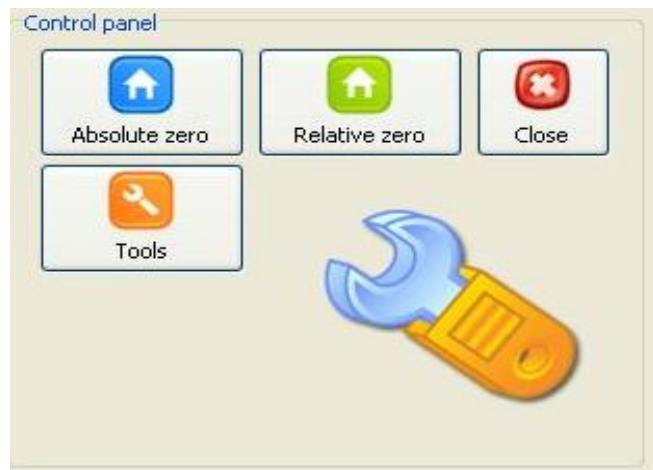 Control panel
Absolute zero
Relative zero
Close
Tools